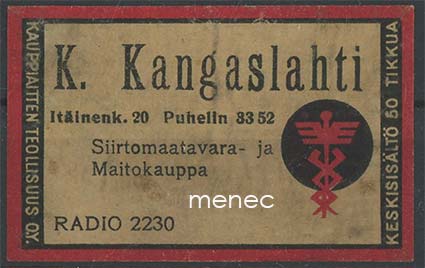 KAUPPIAITTEN TEOLLISUUS OY.
K. Kangaslahti
Itäinenk. 20 Puhelin 33 52
Siirtomaatavara- ja
Maitokauppa
menec
RADIO 2230
KESKISISÄLTÖ 50 TIKKUA